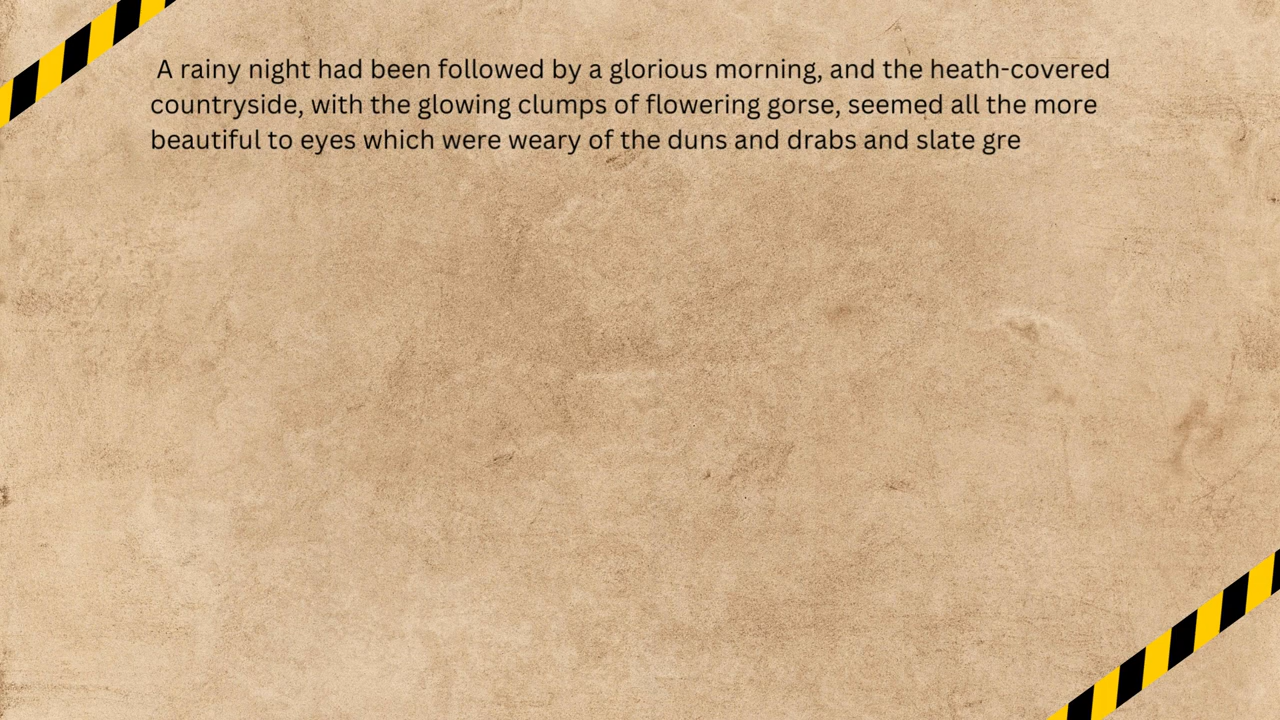 A rainy night had been followed by a glorious morning, and the heath-covered
countryside, with the glowing clumps of flowering gorse, seemed all the more
beautiful to eyes which were weary of the duns and drabs and slate gre